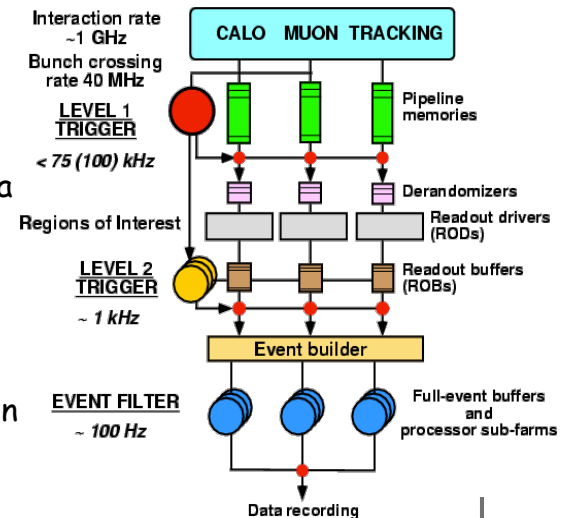 Interaction rate
~1 GHz
CALO MUON TRACKING
Bunch crossing
rate 40 MHz
LEVEL 1
TRIGGER
< 75 (100) kHz
Pipeline
memories
a
Derandomizers
Regions of Interest
Readout drivers
(RODs)
LEVEL 2
TRIGGER
~ 1 kHz
Readout buffers
(ROBs)
Event builder
n
EVENT FILTER
~ 100 Hz
Full-event buffers
and
processor sub-farms
Data recording